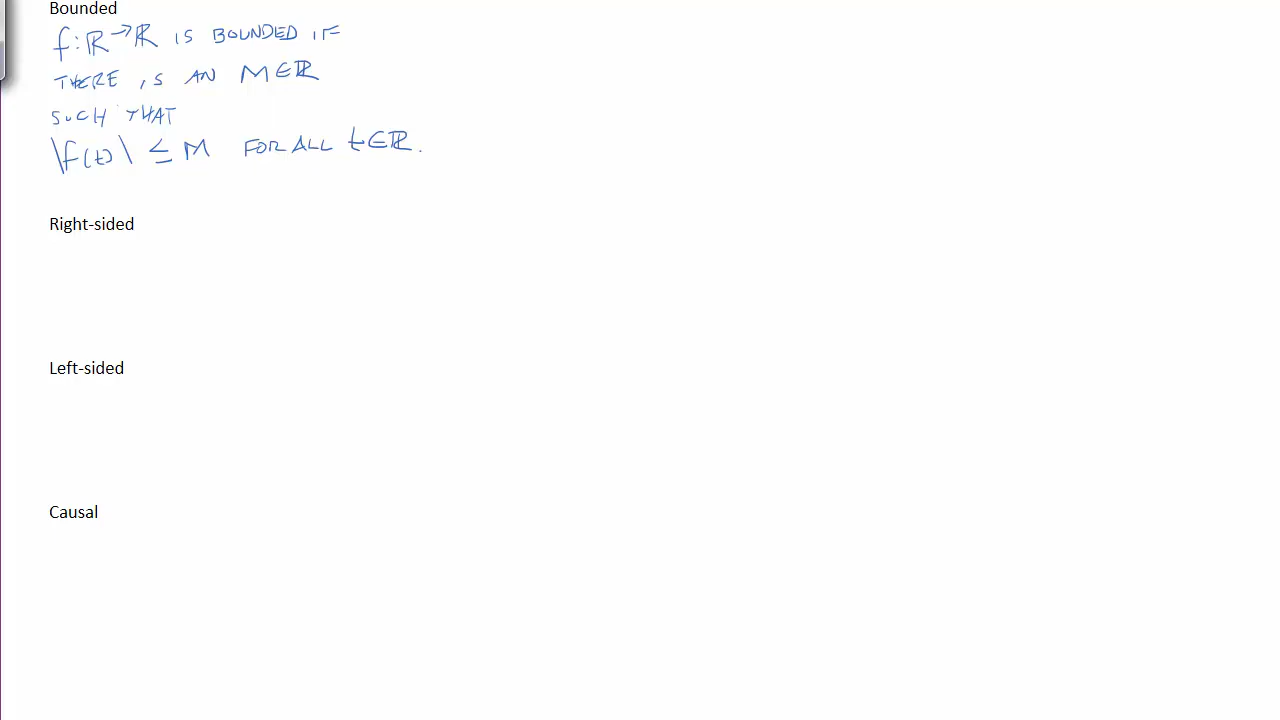 Bounded
f: ℝ→ℝ IS BOUNDED IF
THERE IS AN M∈ℝ
SUCH THAT
|f(t)| ≤ M FOR ALL t∈ℝ.
Right-sided
Left-sided
Causal